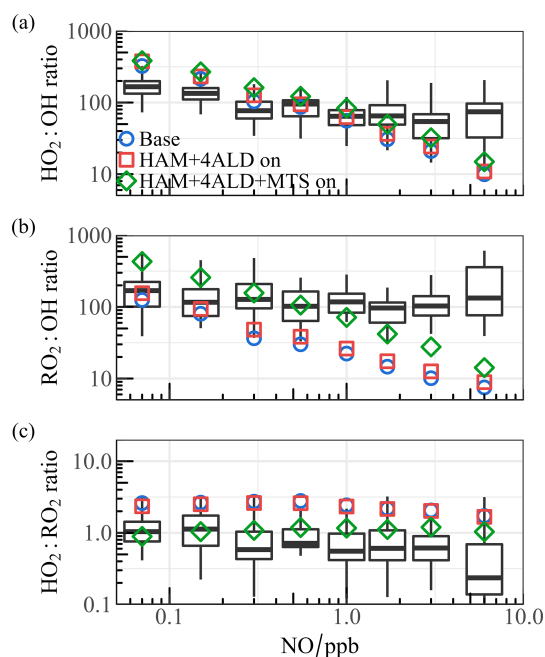 (a)
1000
100
10
HO₂ : OH ratio
Base
HAM+4ALD on
HAM+4ALD+MTS on
(b)
1000
100
10
RO₂ : OH ratio
(c)
10.0
1.0
0.1
HO₂ : RO₂ ratio
0.1 1.0 10.0
NO/ppb